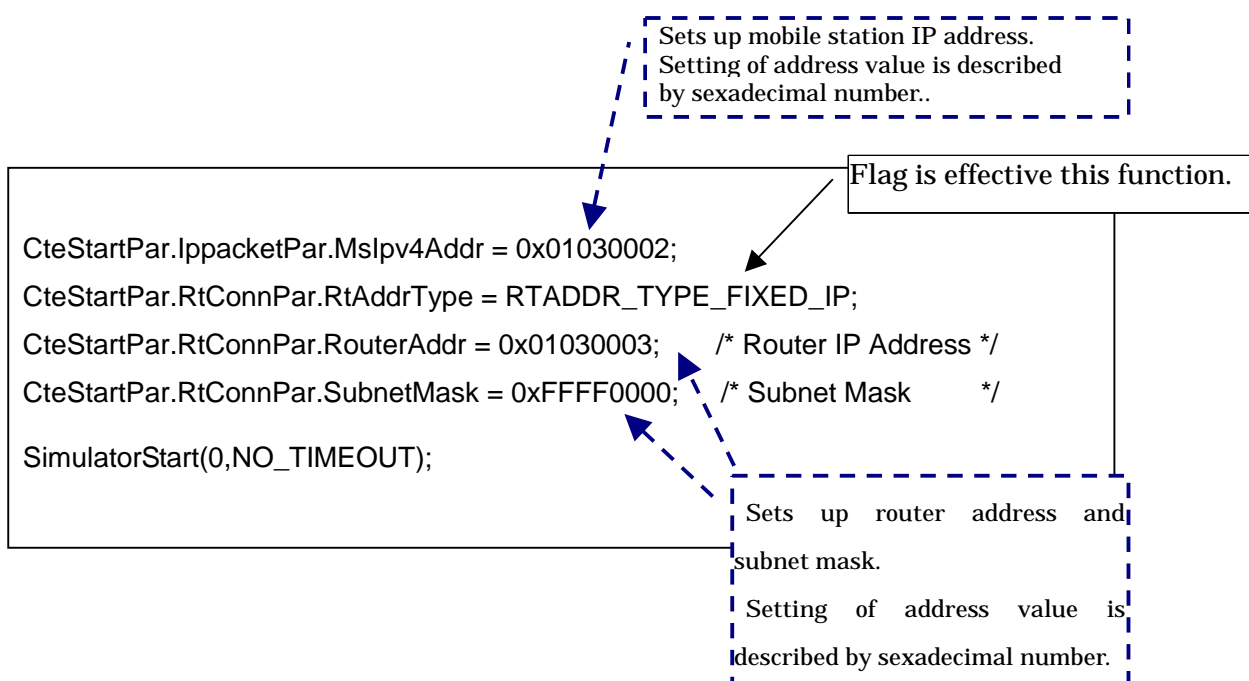 Sets up mobile station IP address.
Setting of address value is described
by sexadecimal number..
Flag is effective this function.
CteStartPar.IppacketPar.MsIpv4Addr = 0x01030002;
CteStartPar.RtConnPar.RtAddrType = RTADDR_TYPE_FIXED_IP;
CteStartPar.RtConnPar.RouterAddr = 0x01030003; /* Router IP Address */
CteStartPar.RtConnPar.SubnetMask = 0xFFFF0000; /* Subnet Mask */
SimulatorStart(0,NO_TIMEOUT);
Sets up router address and
subnet mask.
Setting of address value is
described by sexadecimal number.